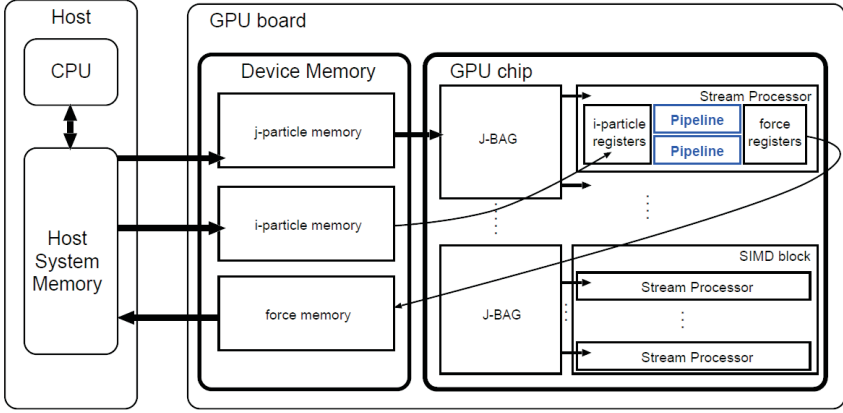 Host
GPU board
CPU
Host
System
Memory
Device Memory
j-particle memory
i-particle memory
force memory
GPU chip
J-BAG
Stream Processor
i-particle
registers
Pipeline
Pipeline
force
registers
J-BAG
SIMD block
Stream Processor
Stream Processor